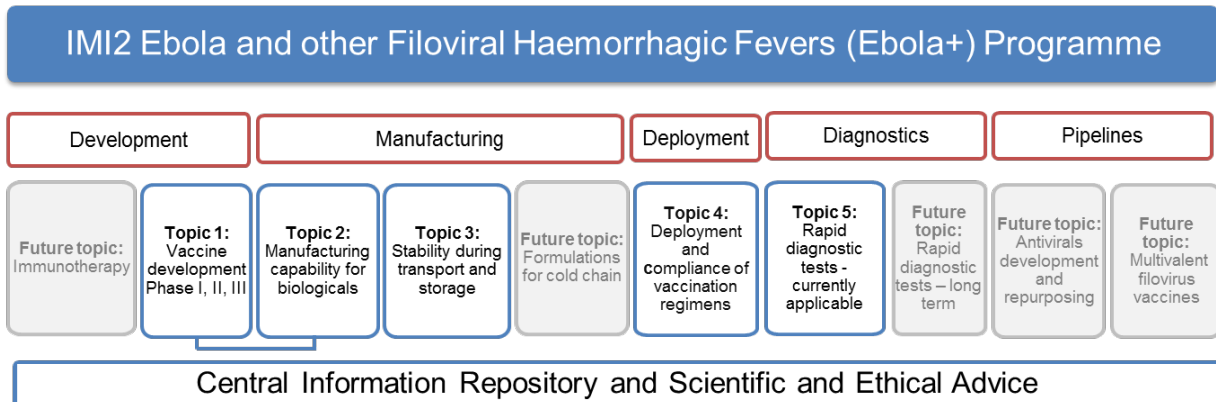 IMI2 Ebola and other Filoviral Haemorrhagic Fevers (Ebola+) Programme
Development
Manufacturing
Deployment
Diagnostics
Pipelines
Future topic:
Immunotherapy
Topic 1:
Vaccine
development
Phase I, II, III
Topic 2:
Manufacturing
capability for
biologicals
Topic 3:
Stability during
transport and
storage
Future topic:
Formulations
for cold chain
Topic 4:
Deployment
and
compliance of
vaccination
regimens
Topic 5:
Rapid
diagnostic
tests -
currently
applicable
Future
topic:
Rapid
diagnostic
tests – long
term
Future topic:
Antivirals
development
and
repurposing
Future
topic:
Multivalent
filovirus
vaccines
Central Information Repository and Scientific and Ethical Advice